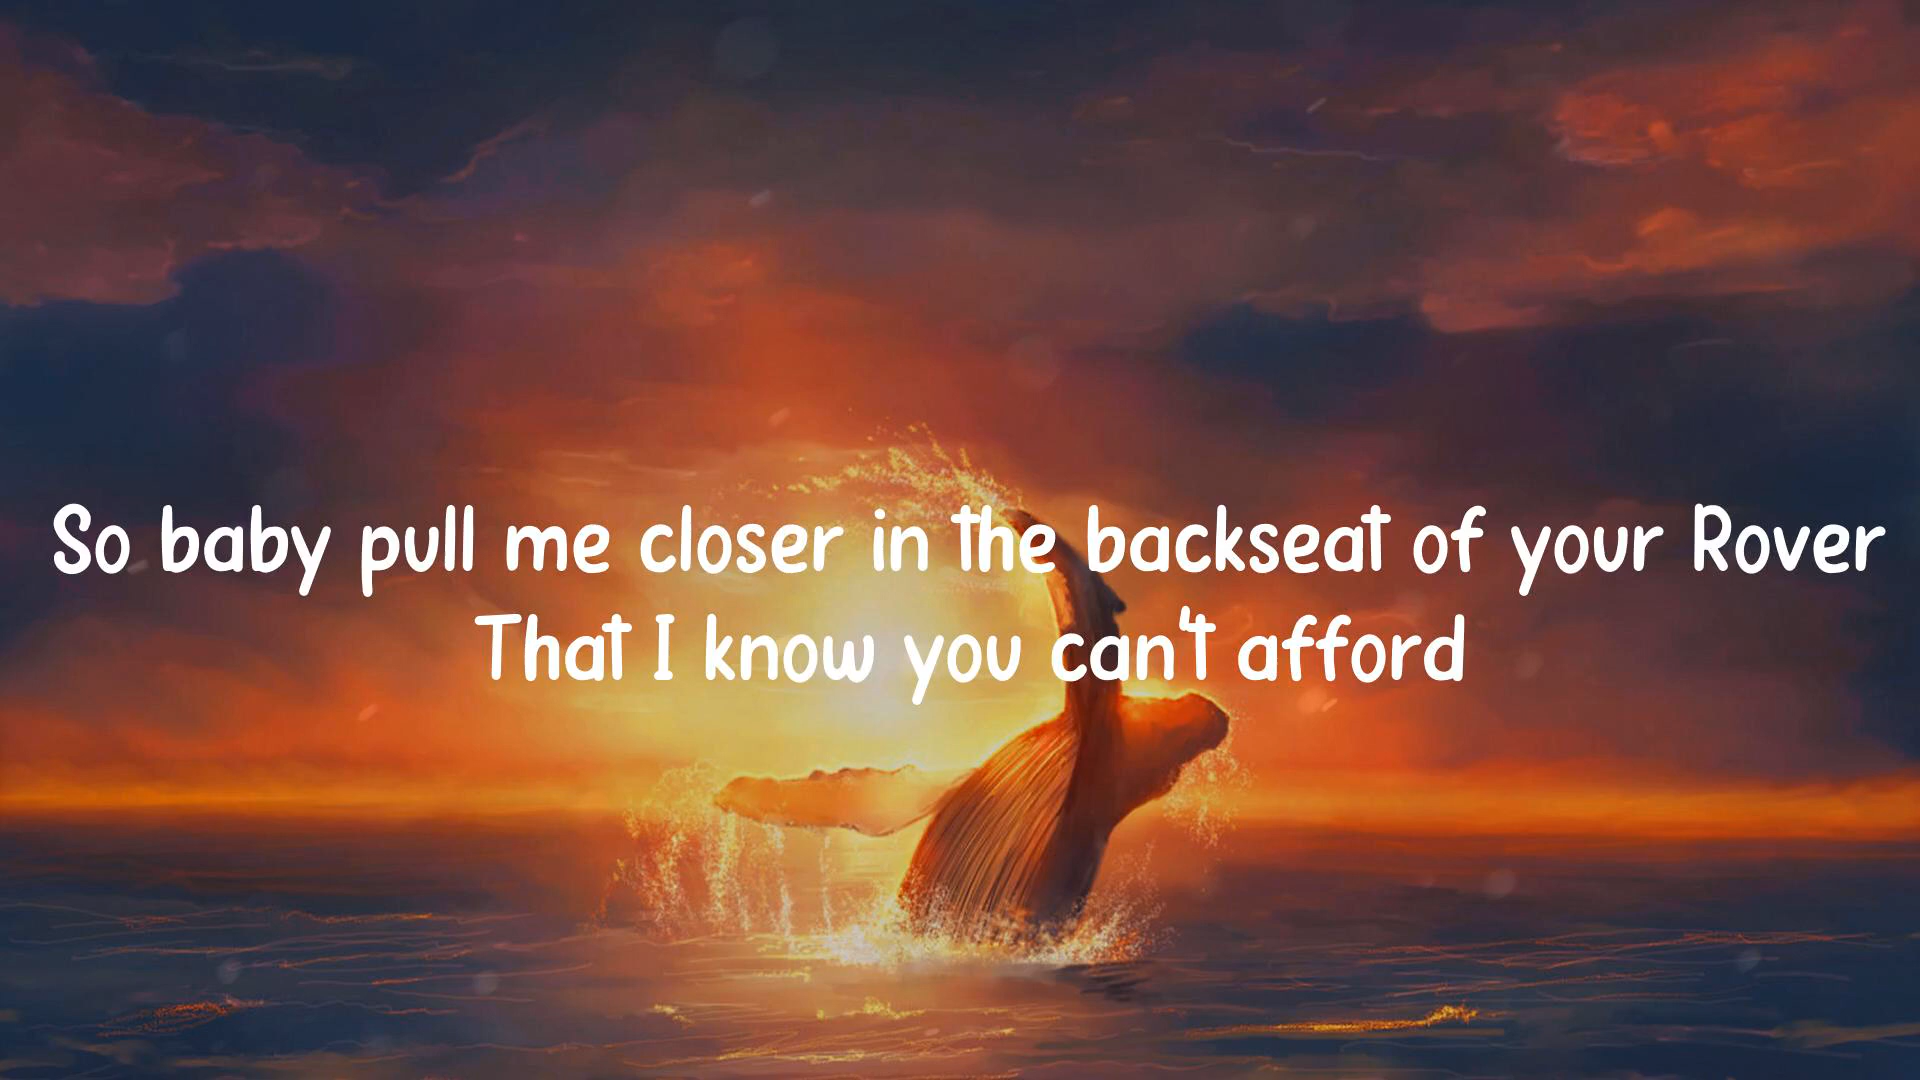 So baby pull me closer in the backseat of your Rover
That I know you can't afford